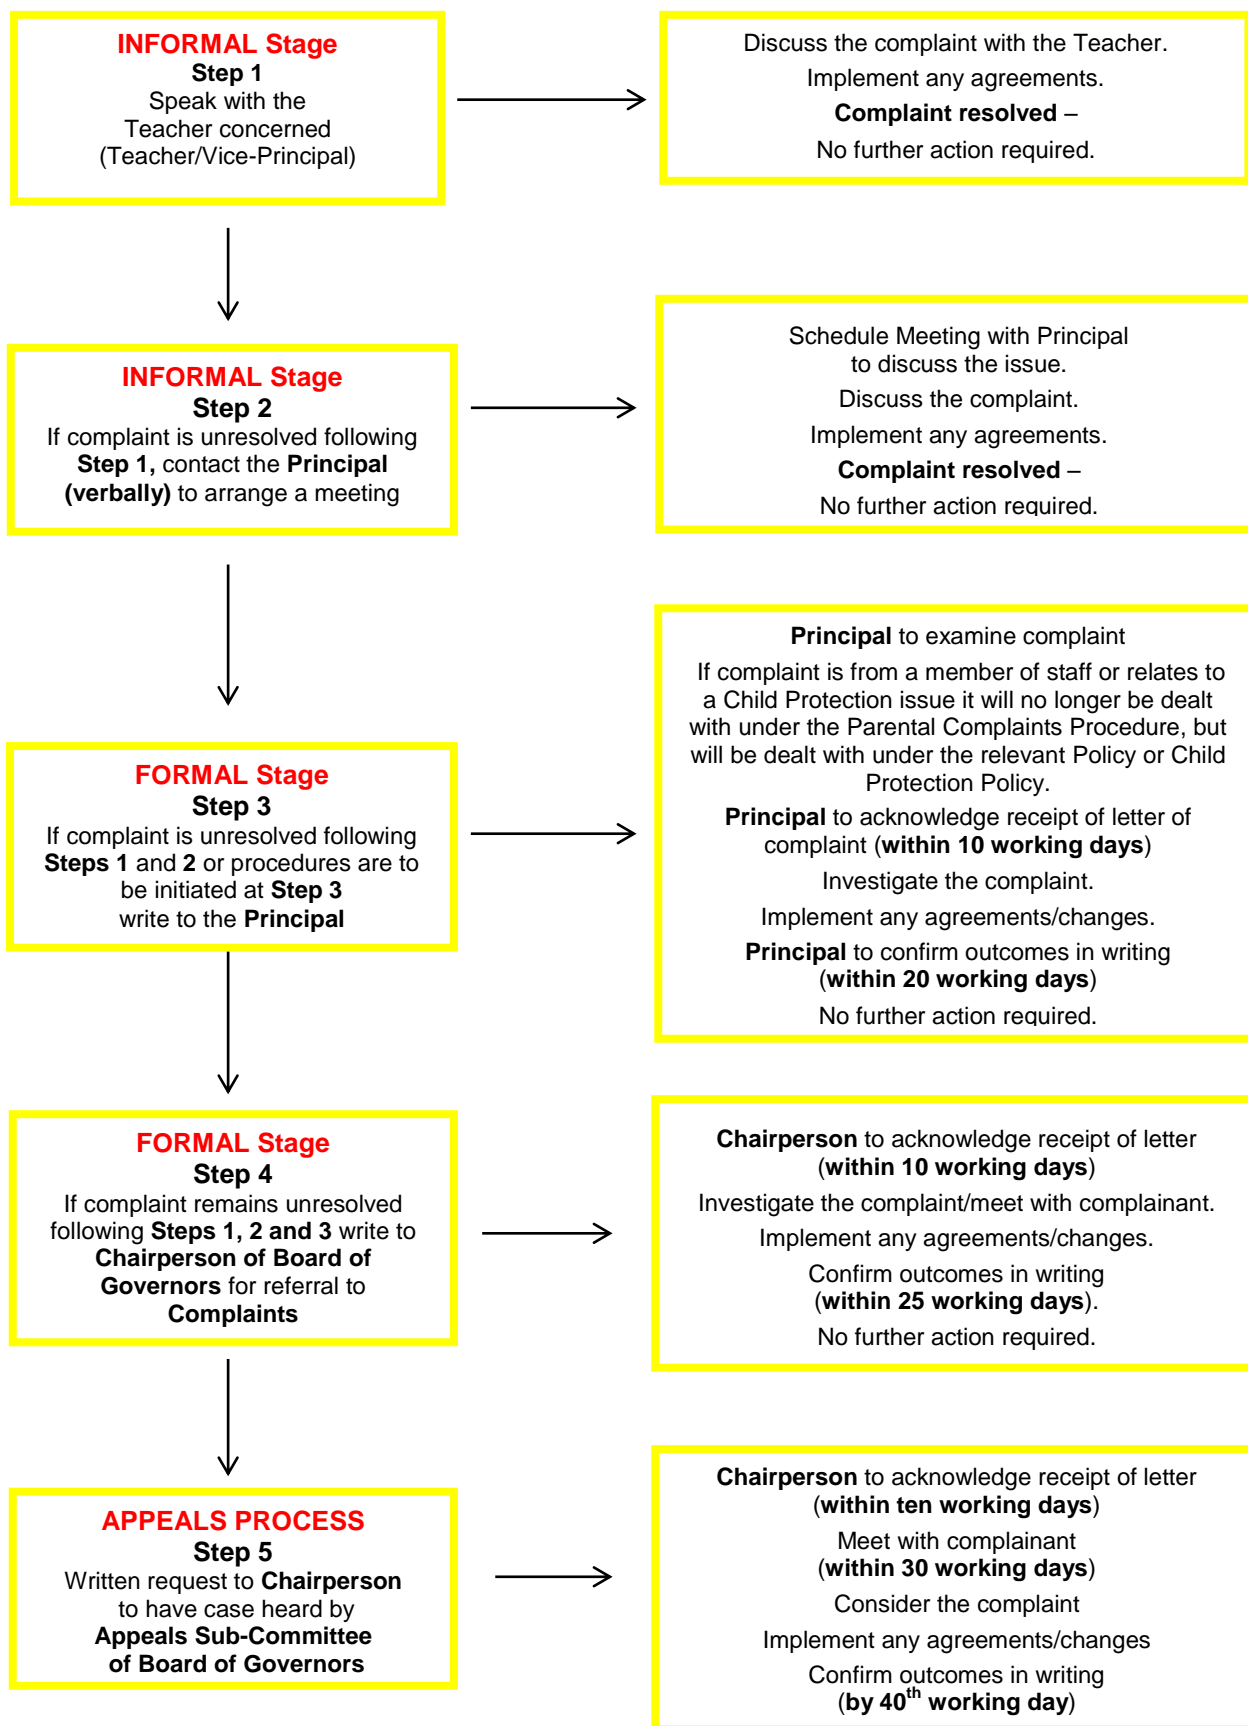 INFORMAL Stage
Step 1
Speak with the
Teacher concerned
(Teacher/Vice-Principal)
Discuss the complaint with the Teacher.
Implement any agreements.
Complaint resolved –
No further action required.
INFORMAL Stage
Step 2
If complaint is unresolved following
Step 1, contact the Principal
(verbally) to arrange a meeting
Schedule Meeting with Principal
to discuss the issue.
Discuss the complaint.
Implement any agreements.
Complaint resolved –
No further action required.
FORMAL Stage
Step 3
If complaint is unresolved following
Steps 1 and 2 or procedures are to
be initiated at Step 3
write to the Principal
Principal to examine complaint
If complaint is from a member of staff or relates to
a Child Protection issue it will no longer be dealt
with under the Parental Complaints Procedure, but
will be dealt with under the relevant Policy or Child
Protection Policy.
Principal to acknowledge receipt of letter of
complaint (within 10 working days)
Investigate the complaint.
Implement any agreements/changes.
Principal to confirm outcomes in writing
(within 20 working days)
No further action required.
FORMAL Stage
Step 4
If complaint remains unresolved
following Steps 1, 2 and 3 write to
Chairperson of Board of
Governors for referral to
Complaints
Chairperson to acknowledge receipt of letter
(within 10 working days)
Investigate the complaint/meet with complainant.
Implement any agreements/changes.
Confirm outcomes in writing
(within 25 working days).
No further action required.
APPEALS PROCESS
Step 5
Written request to Chairperson
to have case heard by
Appeals Sub-Committee
of Board of Governors
Chairperson to acknowledge receipt of letter
(within ten working days)
Meet with complainant
(within 30 working days)
Consider the complaint
Implement any agreements/changes
Confirm outcomes in writing
(by 40th working day)